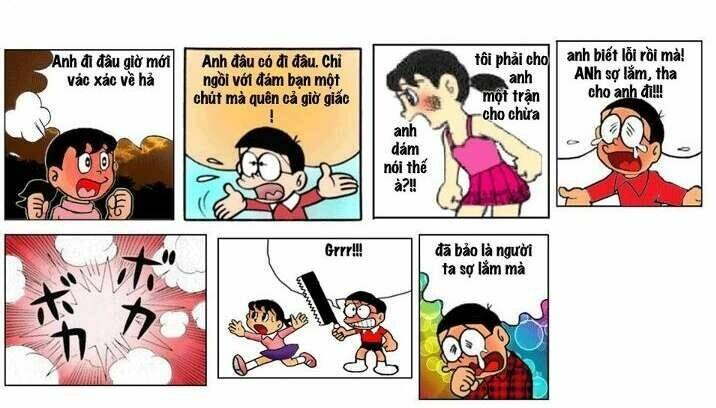 Anh đi đâu giờ mới
vác xác về hả
Anh đâu có đi đâu. Chỉ
ngồi với đám bạn một
chút mà quên cả giờ giấc
!
tôi phải cho
anh
một trận
cho chừa
anh
dám
nói thế
à?!!
anh biết lỗi rồi mà!
ANh sợ lắm, tha
cho anh đi!!!
ボカ
ボカ
Grrr!!!
đã bảo là người
ta sợ lắm mà